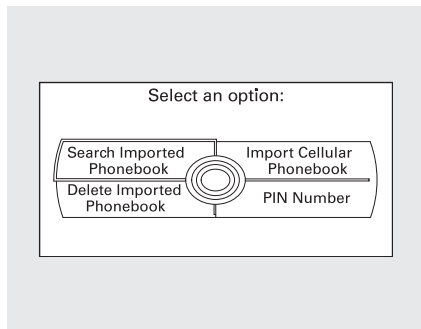 Select an option:
Search Imported
Phonebook
Import Cellular
Phonebook
Delete Imported
Phonebook
PIN Number